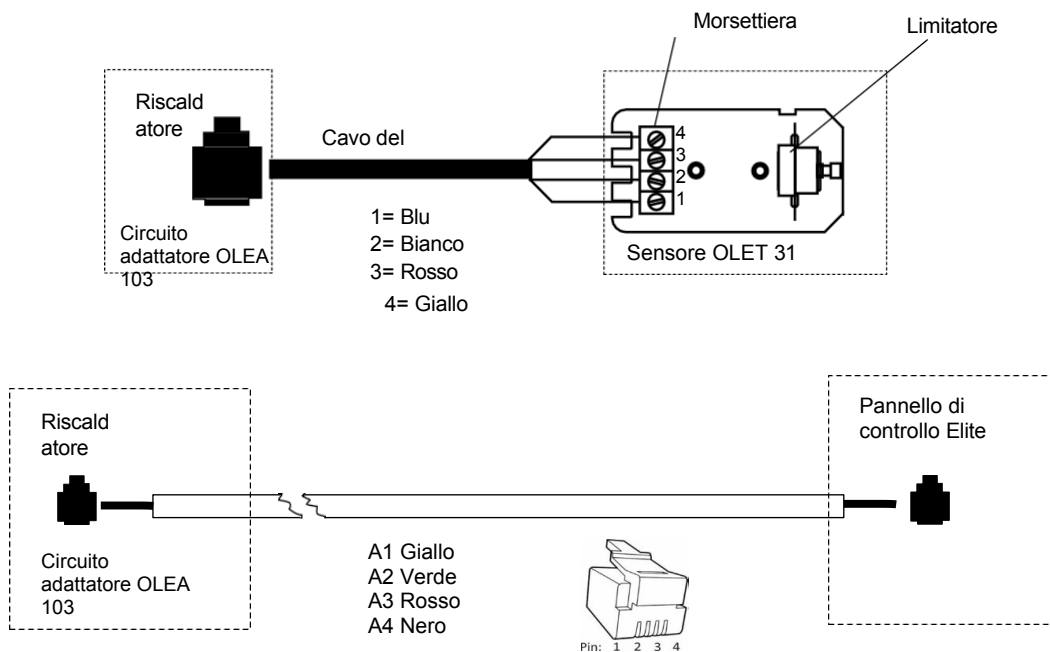 Morsettiera
Limitatore
Riscald
atore
Cavo del
4
3
2
1
1= Blu
2= Bianco
3= Rosso
4= Giallo
Circuito
adattatore OLEA
103
Sensore OLET 31
Riscald
atore
Pannello di
controllo Elite
Circuito
adattatore OLEA
103
A1 Giallo
A2 Verde
A3 Rosso
A4 Nero
Pin: 1 2 3 4